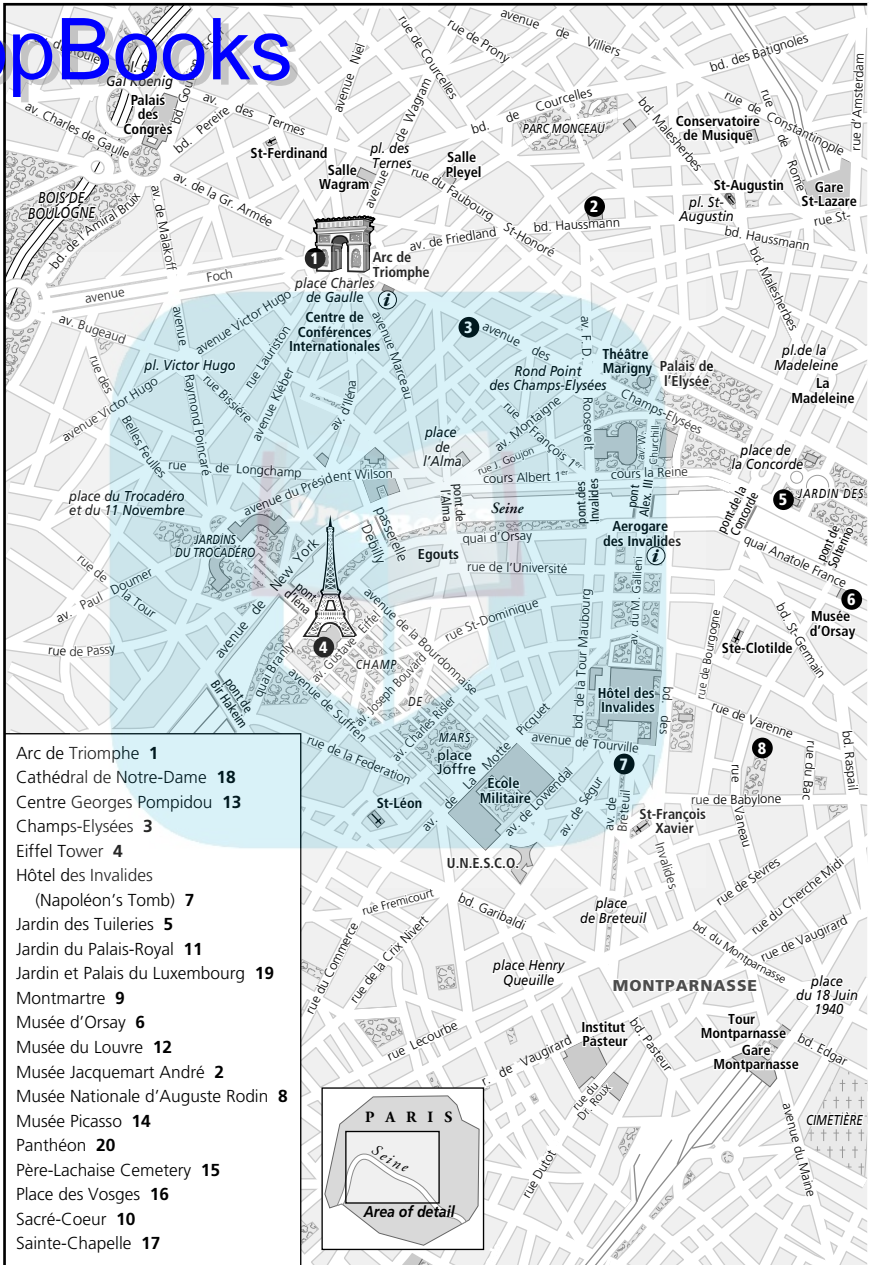 opBooks
avenue de Villiers
rue de Prony
rue de Courcelles
avenue Niel
bd. des Batignoles
rue d'Amsterdam
Gal Koenig
Palais
des
Congrès
av. des Termes
bd. Pereire
av. Charles de Gaulle
St-Ferdinand
Salle
Wagram
pl. des
Ternes
avenue de Wagram
Salle
Pleyel
bd. de Courcelles
PARC MONCEAU
bd. Malesherbes
Conservatoire
de Musique
rue de Constantinople
rue de Rome
St-Augustin
pl. St-
Augustin
Gare
St-Lazare
rue St-
BOIS DE
BOULOGNE
bd. de l'Amiral Bruix
av. de Malakoff
av. de la Gr. Armée
rue du Faubourg St-Honoré
2
bd. Haussmann
bd. Haussmann
av. de Friedland
1
Arc de
Triomphe
place Charles
de Gaulle
i
avenue Foch
bd. Malesherbes
av. Bugeaud
avenue Victor Hugo
Centre de
Conférences
Internationales
avenue Marceau
3
avenue des
Champs-Elysées
Rond Point
des Champs-Elysées
av. F. D.
Roosevelt
Théâtre
Marigny
Palais de
l'Elysée
pl.de la
Madeleine
La
Madeleine
rue des
Belles Feuilles
pl. Victor Hugo
avenue Victor Hugo
avenue
Raymond Poincaré
rue Bissière
rue Lauriston
avenue Kléber
av. d'Iléna
place
de
l'Alma
av. Montaigne
rue François 1er
rue J. Goujon
cours Albert 1er
cours la Reine
av. W.
Churchill
place de
la Concorde
rue de Longchamp
avenue du Président Wilson
place du Trocadéro
et du 11 Novembre
JARDINS
DU TROCADÉRO
DropBooks
passerelle
Debilly
pont de
l'Alma
Seine
pont des
Invalides
pont
Alex. III
pont de la
Concorde
5
JARDIN DES
pont de
Solferino
Egouts
quai d'Orsay
Aerogare
des Invalides
i
quai Anatole France
rue de l'Université
6
Musée
d'Orsay
rue de
la Tour
av. Paul Doumer
rue de Passy
avenue de New York
pont
d'Iéna
4
av. Gustave Eiffel
avenue de la Bourdonnaise
rue St-Dominique
bd. de la Tour Maubourg
av. du M. Gallieni
rue de Bourgogne
Ste-Clotilde
bd. St-Germain
quai Branly
pont de
Bir Hakeim
avenue de Suffren
CHAMP
DE
MARS
av. Joseph Bouvard
av. Charles Risler
place
Joffre
Hôtel des
Invalides
bd. des
Invalides
rue de Varenne
8
rue du Bac
bd. Raspail
rue de la Federation
av. de La Motte Picquet
avenue de Tourville
7
Ecole
Militaire
av. de Lowendal
av. de Ségur
av. de
Breteuil
St-Léon
St-François
Xavier
rue de Babylone
rue
Vaneau
U.N.E.S.C.O.
rue Fremicourt
bd. Garibaldi
place
de Breteuil
rue de Sèvres
rue du Cherche Midi
rue du Commerce
rue de la Crix Nivert
place Henry
Queuille
bd. du Montparnasse
rue de Vaugirard
MONTPARNASSE
place
du 18 Juin
1940
rue Lecourbe
Institut
Pasteur
bd. Pasteur
r. de Vaugirard
rue du
Dr. Roux
Tour
Montparnasse
Gare
Montparnasse
bd. Edgar
CIMETIÈRE
avenue du Maine
rue Dutot
PARIS
Seine
Area of detail
Arc de Triomphe 1
Cathédral de Notre-Dame 18
Centre Georges Pompidou 13
Champs-Elysées 3
Eiffel Tower 4
Hôtel des Invalides
(Napoléon's Tomb) 7
Jardin des Tuileries 5
Jardin du Palais-Royal 11
Jardin et Palais du Luxembourg 19
Montmartre 9
Musée d'Orsay 6
Musée du Louvre 12
Musée Jacquemart André 2
Musée Nationale d'Auguste Rodin 8
Musée Picasso 14
Panthéon 20
Père-Lachaise Cemetery 15
Place des Vosges 16
Sacré-Coeur 10
Sainte-Chapelle 17